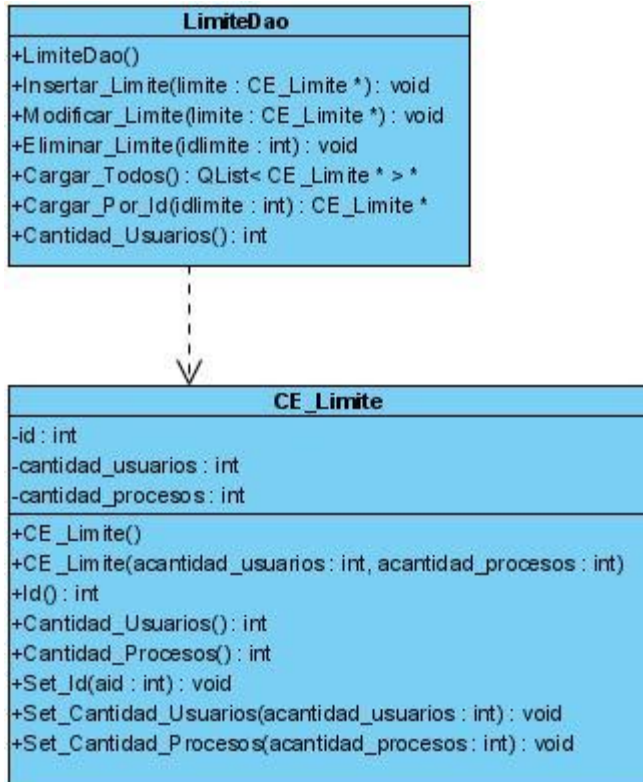 LimiteDao
+LimiteDao()
+Insertar_Limite(limite : CE_Limite *) : void
+Modificar_Limite(limite : CE_Limite *) : void
+Eliminar_Limite(idlimite : int) : void
+Cargar_Todos() : QList< CE_Limite * > *
+Cargar_Por_Id(idlimite : int) : CE_Limite *
+Cantidad_Usuarios() : int
CE_Limite
-id : int
-cantidad_usuarios : int
-cantidad_procesos : int
+CE_Limite()
+CE_Limite(acantidad_usuarios : int, acantidad_procesos : int)
+Id() : int
+Cantidad_Usuarios() : int
+Cantidad_Procesos() : int
+Set_Id(aid : int) : void
+Set_Cantidad_Usuarios(acantidad_usuarios : int) : void
+Set_Cantidad_Procesos(acantidad_procesos : int) : void